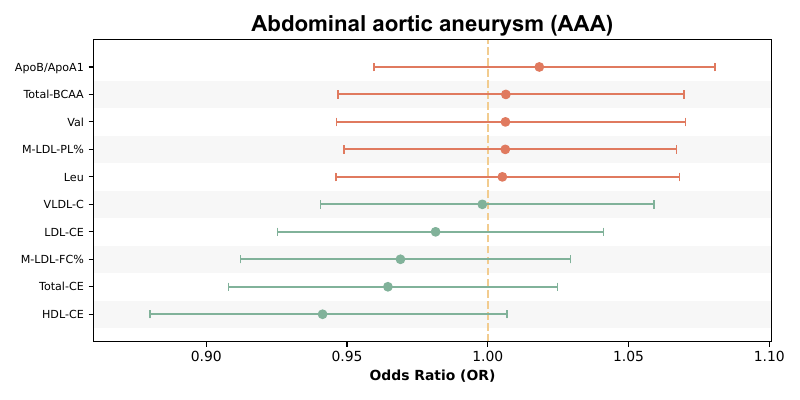 Abdominal aortic aneurysm (AAA)
ApoB/ApoA1
Total-BCAA
Val
M-LDL-PL%
Leu
VLDL-C
LDL-CE
M-LDL-FC%
Total-CE
HDL-CE
0.90 0.95 1.00 1.05 1.10
Odds Ratio (OR)